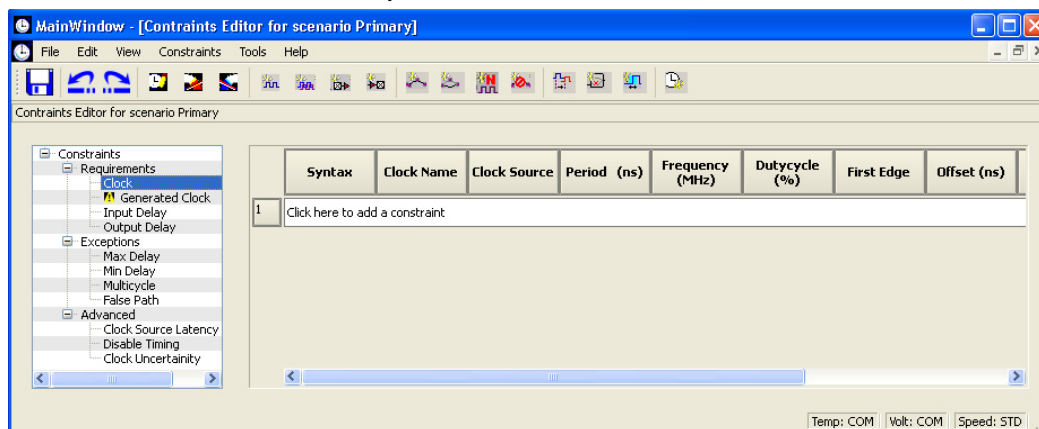 MainWindow - [Contraints Editor for scenario Primary]
File Edit View Constraints Tools Help
Contraints Editor for scenario Primary
Constraints
Requirements
Clock
Generated Clock
Input Delay
Output Delay
Exceptions
Max Delay
Min Delay
Multicycle
False Path
Advanced
Clock Source Latency
Disable Timing
Clock Uncertainity
Syntax Clock Name Clock Source Period (ns) Frequency (MHz) Dutycycle (%) First Edge Offset (ns)
1 Click here to add a constraint
Temp: COM Volt: COM Speed: STD